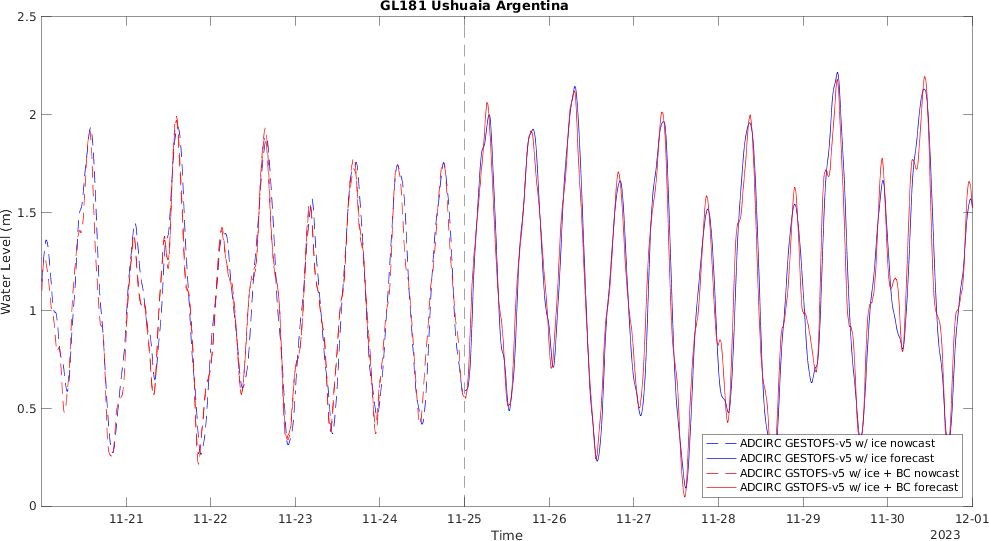 GL181 Ushuaia Argentina
2.5
2
1.5
1
0.5
0
Water Level (m)
11-21 11-22 11-23 11-24 11-25 11-26 11-27 11-28 11-29 11-30 12-01
Time
2023
ADCIRC GESTOFS-v5 w/ ice nowcast
ADCIRC GESTOFS-v5 w/ ice forecast
ADCIRC GSTOFS-v5 w/ ice + BC nowcast
ADCIRC GSTOFS-v5 w/ ice + BC forecast